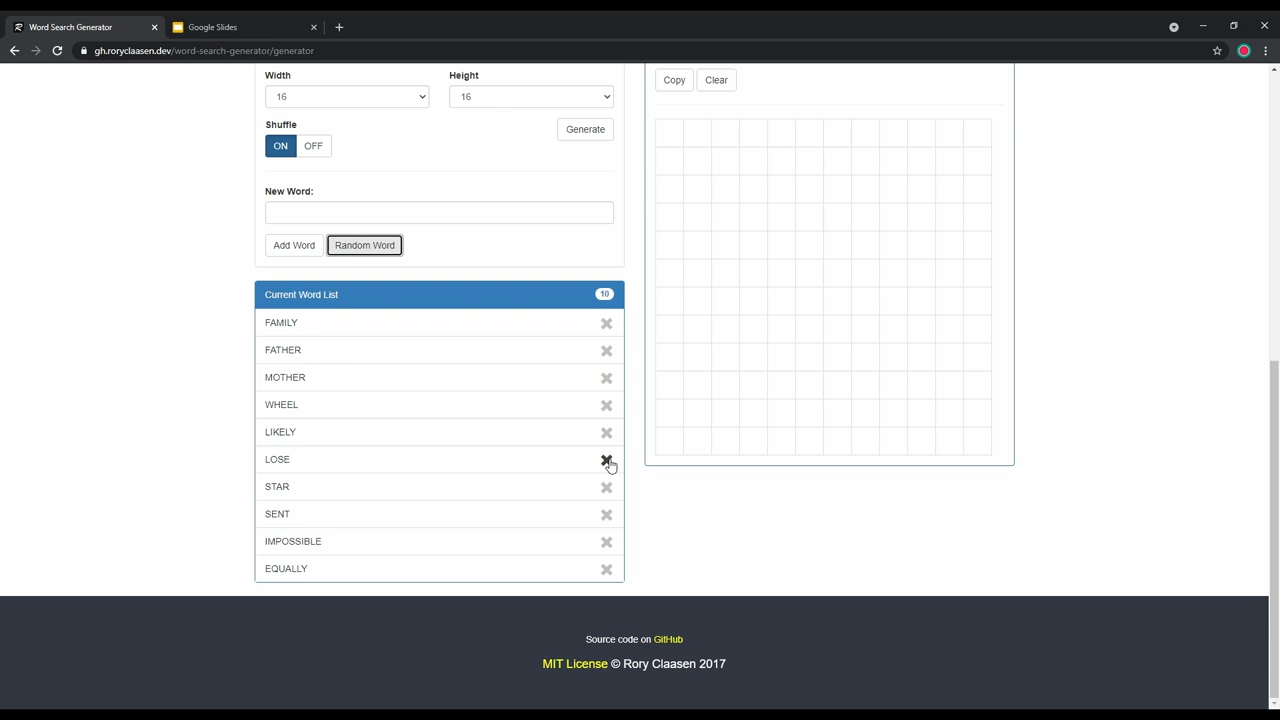 Word Search Generator
Google Slides
gh.roryclaasen.dev/word-search-generator/generator
Width
Height
16
16
Shuffle
ON
OFF
Generate
New Word:
Add Word
Random Word
Current Word List
10
FAMILY
FATHER
MOTHER
WHEEL
LIKELY
LOSE
STAR
SENT
IMPOSSIBLE
EQUALLY
Copy
Clear
Source code on GitHub
MIT License © Rory Claasen 2017